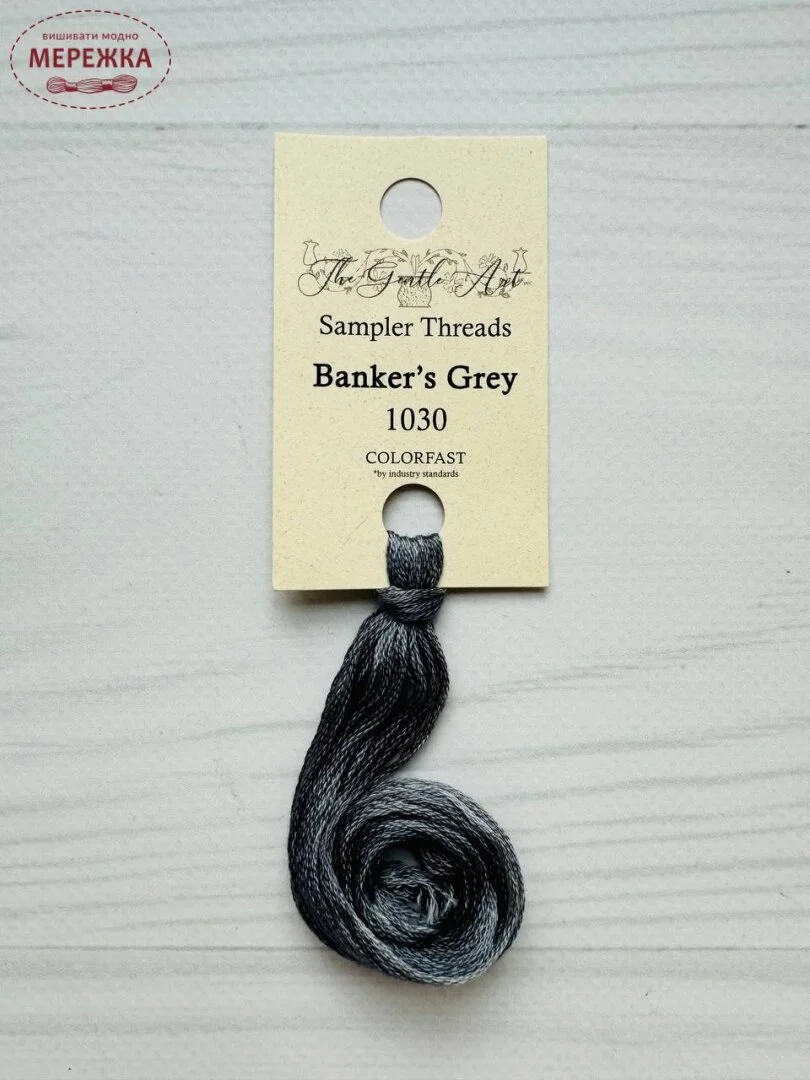 вишивати модно
МЕРЕЖКА
The Gentle Art
Sampler Threads
Banker's Grey
1030
COLORFAST
*by industry standards